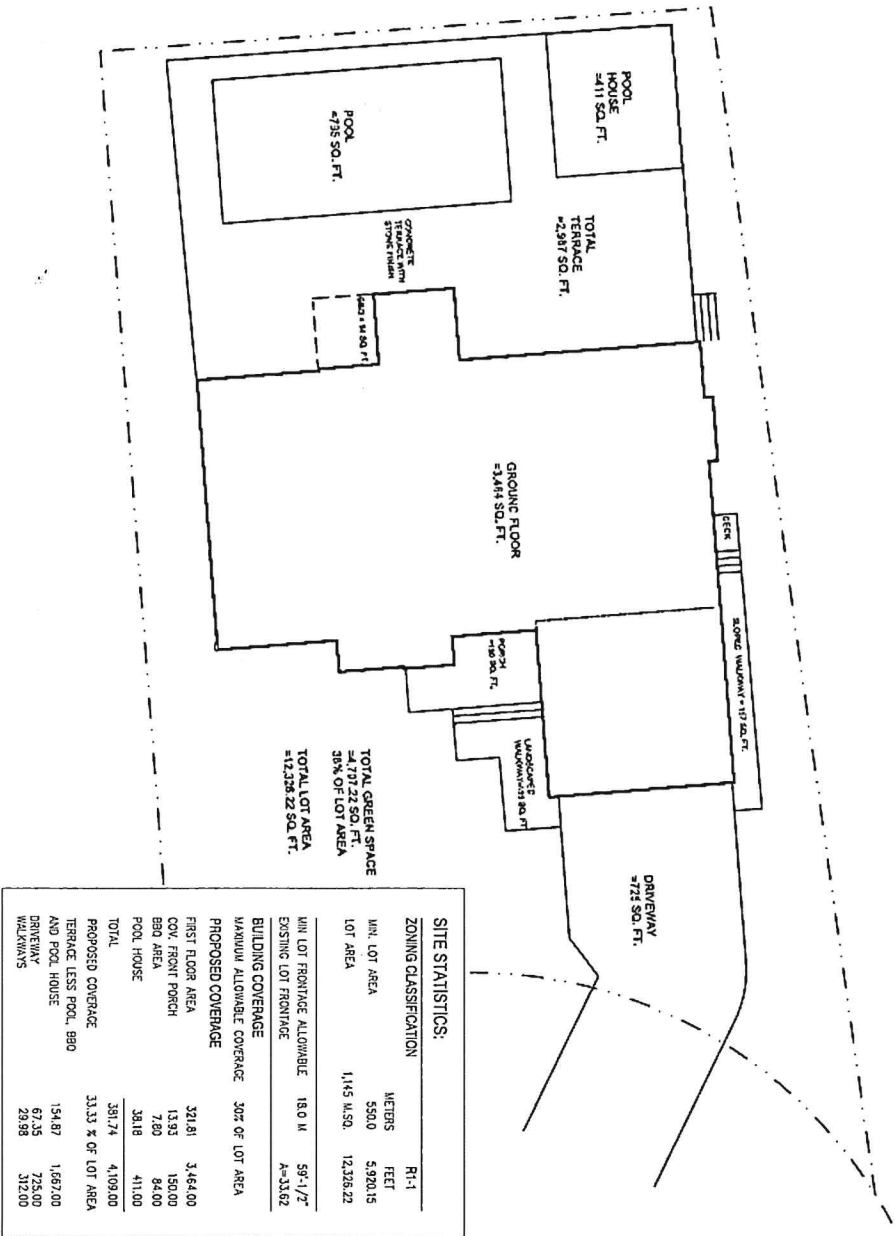 POOL
HOUSE
=411 SQ. FT.
POOL
=735 SQ. FT.
TOTAL
TERRACE
=2,987 SQ. FT.
CONCRETE
TERRACE WITH
STONE FINISH
SQ. FT.
GROUND FLOOR
=3,464 SQ. FT.
DECK
SLOPED WALKWAY = 117 SQ. FT.
PORCH
=150 SQ. FT.
LANDSCAPED
SQ. FT.
DRIVEWAY
=725 SQ. FT.
TOTAL GREEN SPACE
=4,707.22 SQ. FT.
38% OF LOT AREA
TOTAL LOT AREA
=12,326.22 SQ. FT.
SITE STATISTICS:
ZONING CLASSIFICATION R1-1
METERS FEET
MIN. LOT AREA 550.0 5,920.15
LOT AREA 1,145 M.SQ. 12,326.22
MIN LOT FRONTAGE ALLOWABLE 18.0 M 59'-1/2"
EXISTING LOT FRONTAGE A=33.62
BUILDING COVERAGE
MAXIMUM ALLOWABLE COVERAGE 30% OF LOT AREA
PROPOSED COVERAGE
FIRST FLOOR AREA 321.81 3,464.00
COV. FRONT PORCH 13.93 150.00
BBQ AREA 7.80 84.00
POOL HOUSE 38.18 411.00
TOTAL 381.74 4,109.00
PROPOSED COVERAGE 33.33 % OF LOT AREA
TERRACE LESS POOL, BBQ
AND POOL HOUSE 154.87 1,667.00
DRIVEWAY 67.35 725.00
WALKWAYS 29.98 312.00